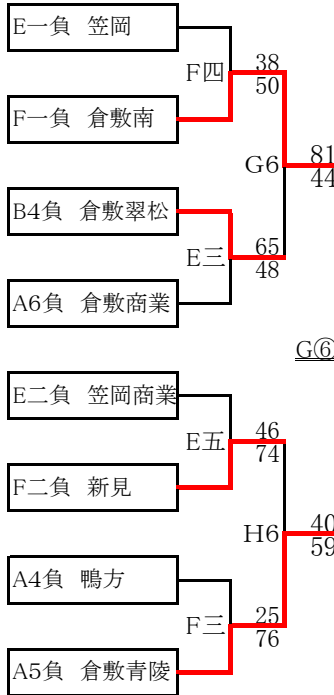 E一負 笠岡
F四
38
50
F一負 倉敷南
G6
81
44
B4負 倉敷翠松
E三
65
48
A6負 倉敷商業
G⑥
E二負 笠岡商業
E五
46
74
F二負 新見
H6
40
59
A4負 鴨方
F三
25
76
A5負 倉敷青陵